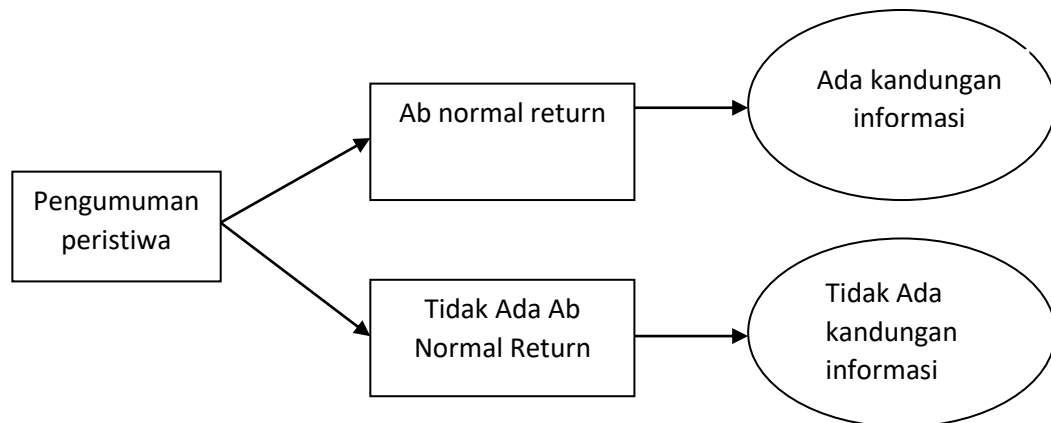 Ab normal return
Ada kandungan
informasi
Pengumuman
peristiwa
Tidak Ada Ab
Normal Return
Tidak Ada
kandungan
informasi